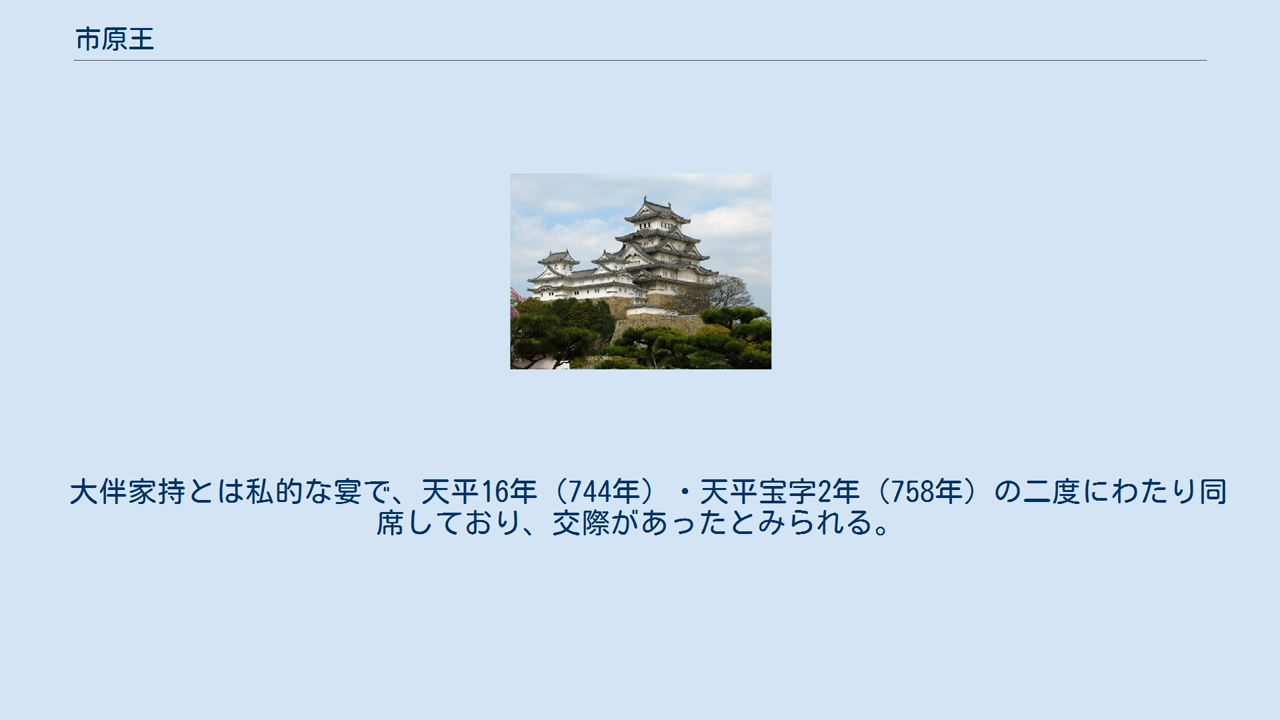 市原王
大伴家持とは私的な宴で、天平16年（744年）・天平宝字2年（758年）の二度にわたり同
席しており、交際があったとみられる。